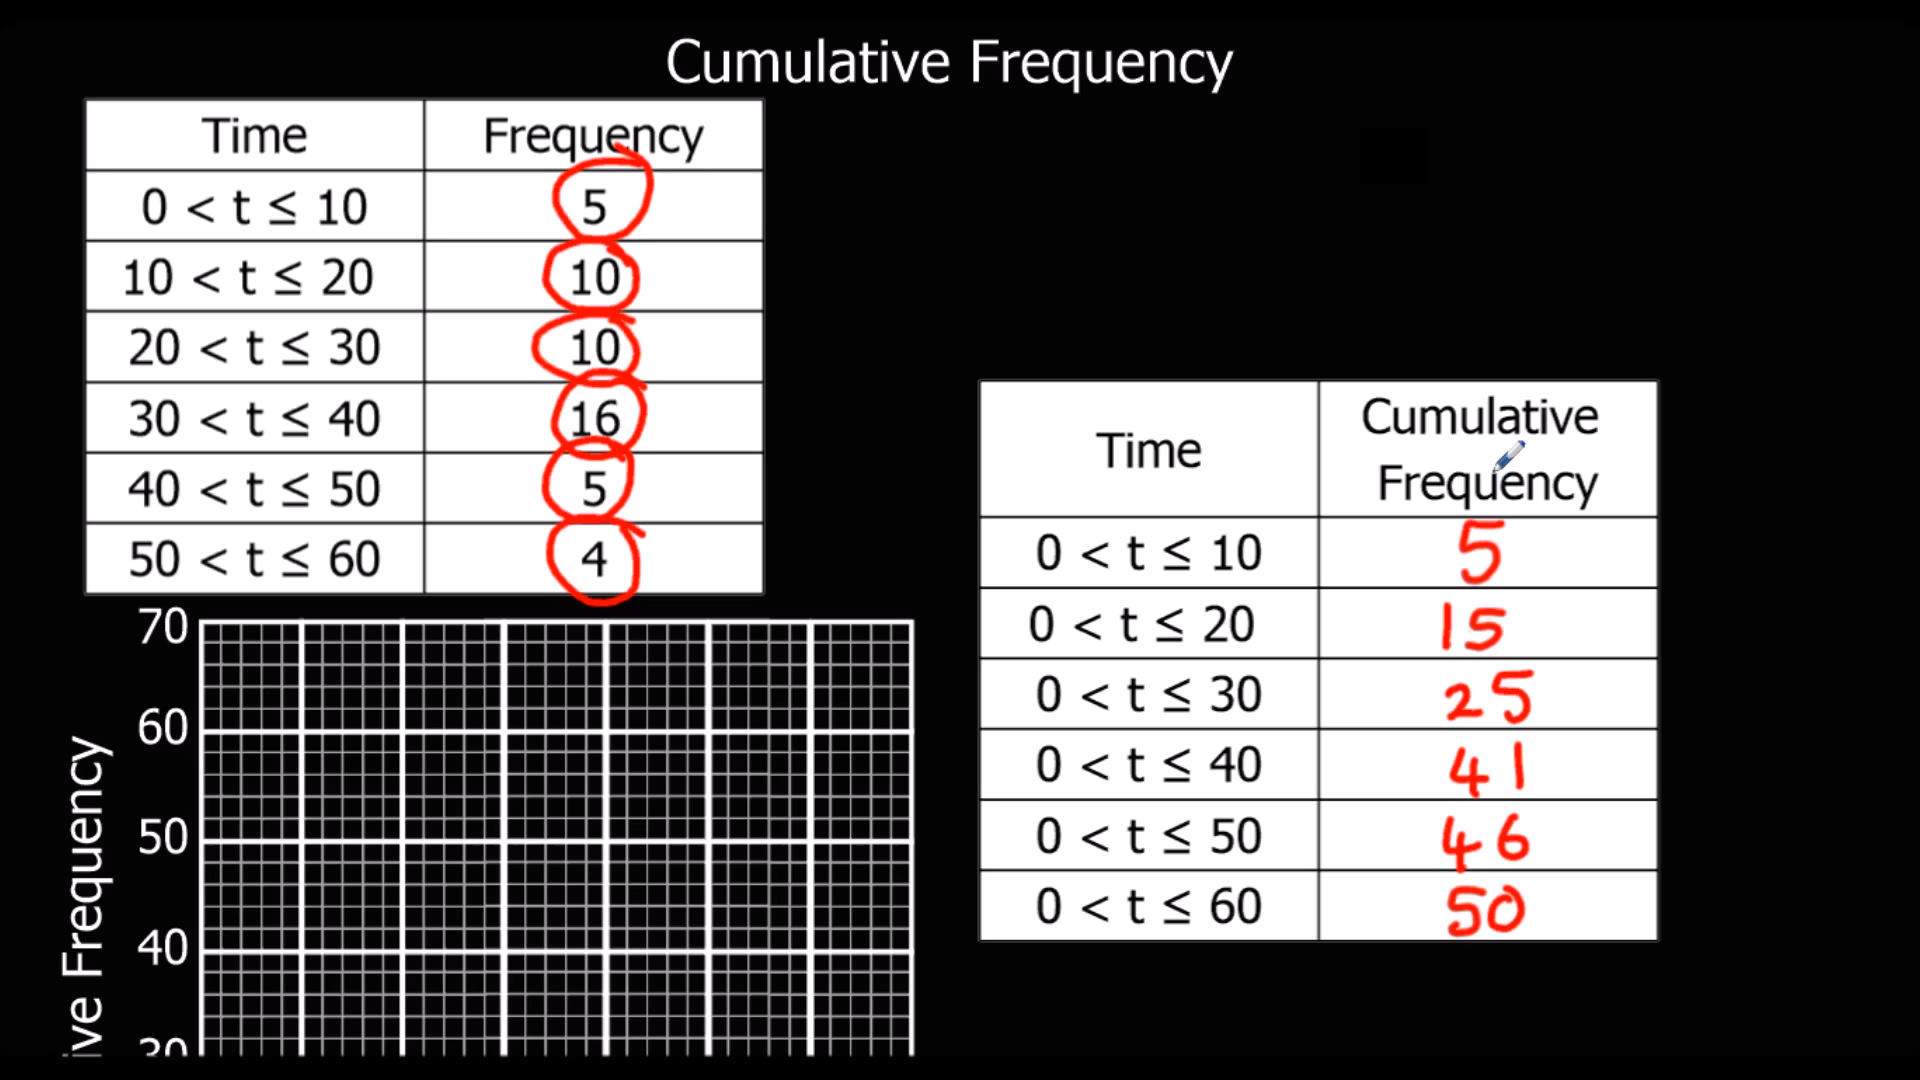 Cumulative Frequency
Time Frequency
0 < t ≤ 10 5
10 < t ≤ 20 10
20 < t ≤ 30 10
30 < t ≤ 40 16
40 < t ≤ 50 5
50 < t ≤ 60 4
Time Cumulative
Frequency
0 < t ≤ 10 5
0 < t ≤ 20 15
0 < t ≤ 30 25
0 < t ≤ 40 41
0 < t ≤ 50 46
0 < t ≤ 60 50
70
60
50
40
30
ive Frequency